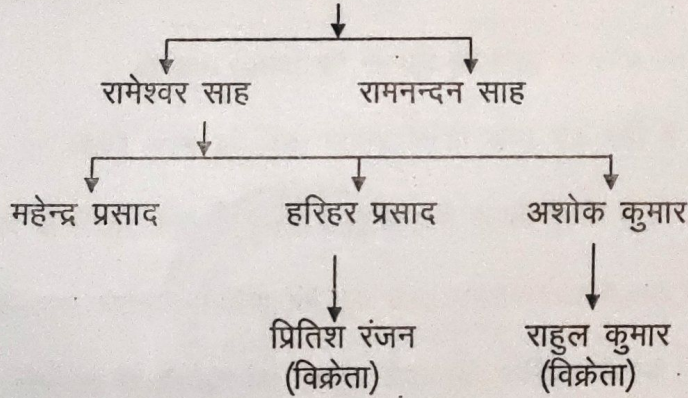 रामेश्वर साह रामनन्दन साह
महेन्द्र प्रसाद हरिहर प्रसाद अशोक कुमार
प्रितिश रंजन राहुल कुमार
(विक्रेता) (विक्रेता)